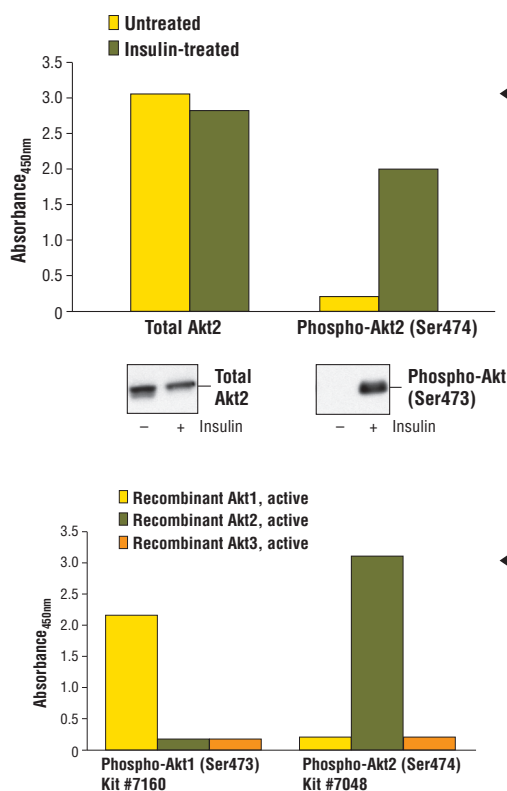 Untreated
Insulin-treated
Absorbance450nm
3.5
3.0
2.5
2.0
1.5
1.0
0.5
0
Total Akt2
Phospho-Akt2 (Ser474)
Total
Akt2
– + Insulin
Phospho-Akt
(Ser473)
– + Insulin
Recombinant Akt1, active
Recombinant Akt2, active
Recombinant Akt3, active
Absorbance450nm
3.5
3.0
2.5
2.0
1.5
1.0
0.5
0
Phospho-Akt1 (Ser473)
Kit #7160
Phospho-Akt2 (Ser474)
Kit #7048